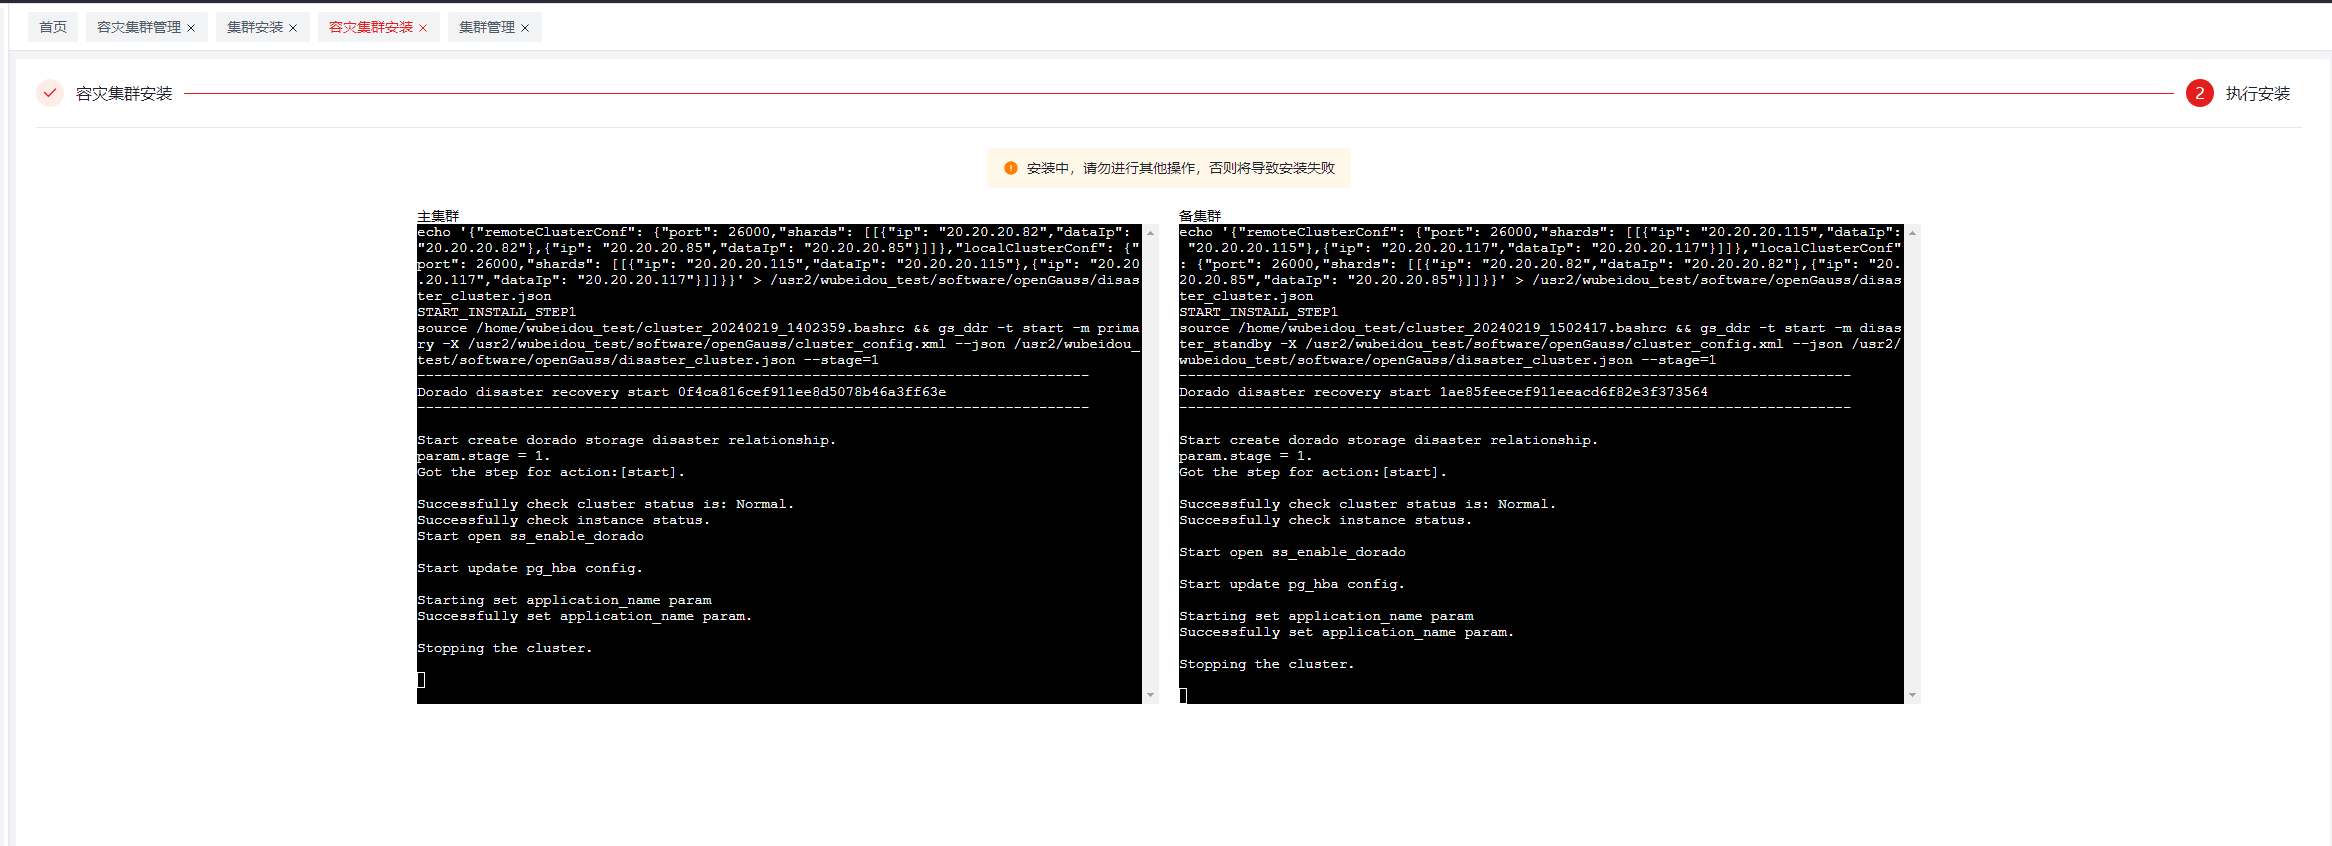 首页 容灾集群管理 × 集群安装 × 容灾集群安装 × 集群管理 ×
容灾集群安装
2 执行安装
安装中，请勿进行其他操作，否则将导致安装失败
主集群
echo '{"remoteClusterConf": {"port": 26000,"shards": [[{"ip": "20.20.20.82","dataIp":
"20.20.20.82"},{"ip": "20.20.20.85","dataIp": "20.20.20.85"}]]},"localClusterConf": {"
port": 26000,"shards": [[{"ip": "20.20.20.115","dataIp": "20.20.20.115"},{"ip": "20.20
.20.117","dataIp": "20.20.20.117"}]]}}' > /usr2/wubeidou_test/software/openGauss/disas
ter_cluster.json
START_INSTALL_STEP1
source /home/wubeidou_test/cluster_20240219_1402359.bashrc && gs_ddr -t start -m prima
ry -X /usr2/wubeidou_test/software/openGauss/cluster_config.xml --json /usr2/wubeidou_
test/software/openGauss/disaster_cluster.json --stage=1
--------------------------------------------------------------------------------
Dorado disaster recovery start 0f4ca816cef911ee8d5078b46a3ff63e
--------------------------------------------------------------------------------
Start create dorado storage disaster relationship.
param.stage = 1.
Got the step for action:[start].
Successfully check cluster status is: Normal.
Successfully check instance status.
Start open ss_enable_dorado
Start update pg_hba config.
Starting set application_name param
Successfully set application_name param.
Stopping the cluster.
备集群
echo '{"remoteClusterConf": {"port": 26000,"shards": [[{"ip": "20.20.20.115","dataIp":
"20.20.20.115"},{"ip": "20.20.20.117","dataIp": "20.20.20.117"}]]},"localClusterConf"
: {"port": 26000,"shards": [[{"ip": "20.20.20.82","dataIp": "20.20.20.82"},{"ip": "20.
20.20.85","dataIp": "20.20.20.85"}]]}}' > /usr2/wubeidou_test/software/openGauss/disas
ter_cluster.json
START_INSTALL_STEP1
source /home/wubeidou_test/cluster_20240219_1502417.bashrc && gs_ddr -t start -m disas
ter_standby -X /usr2/wubeidou_test/software/openGauss/cluster_config.xml --json /usr2/
wubeidou_test/software/openGauss/disaster_cluster.json --stage=1
--------------------------------------------------------------------------------
Dorado disaster recovery start 1ae85feecef911eeacd6f82e3f373564
--------------------------------------------------------------------------------
Start create dorado storage disaster relationship.
param.stage = 1.
Got the step for action:[start].
Successfully check cluster status is: Normal.
Successfully check instance status.
Start open ss_enable_dorado
Start update pg_hba config.
Starting set application_name param
Successfully set application_name param.
Stopping the cluster.